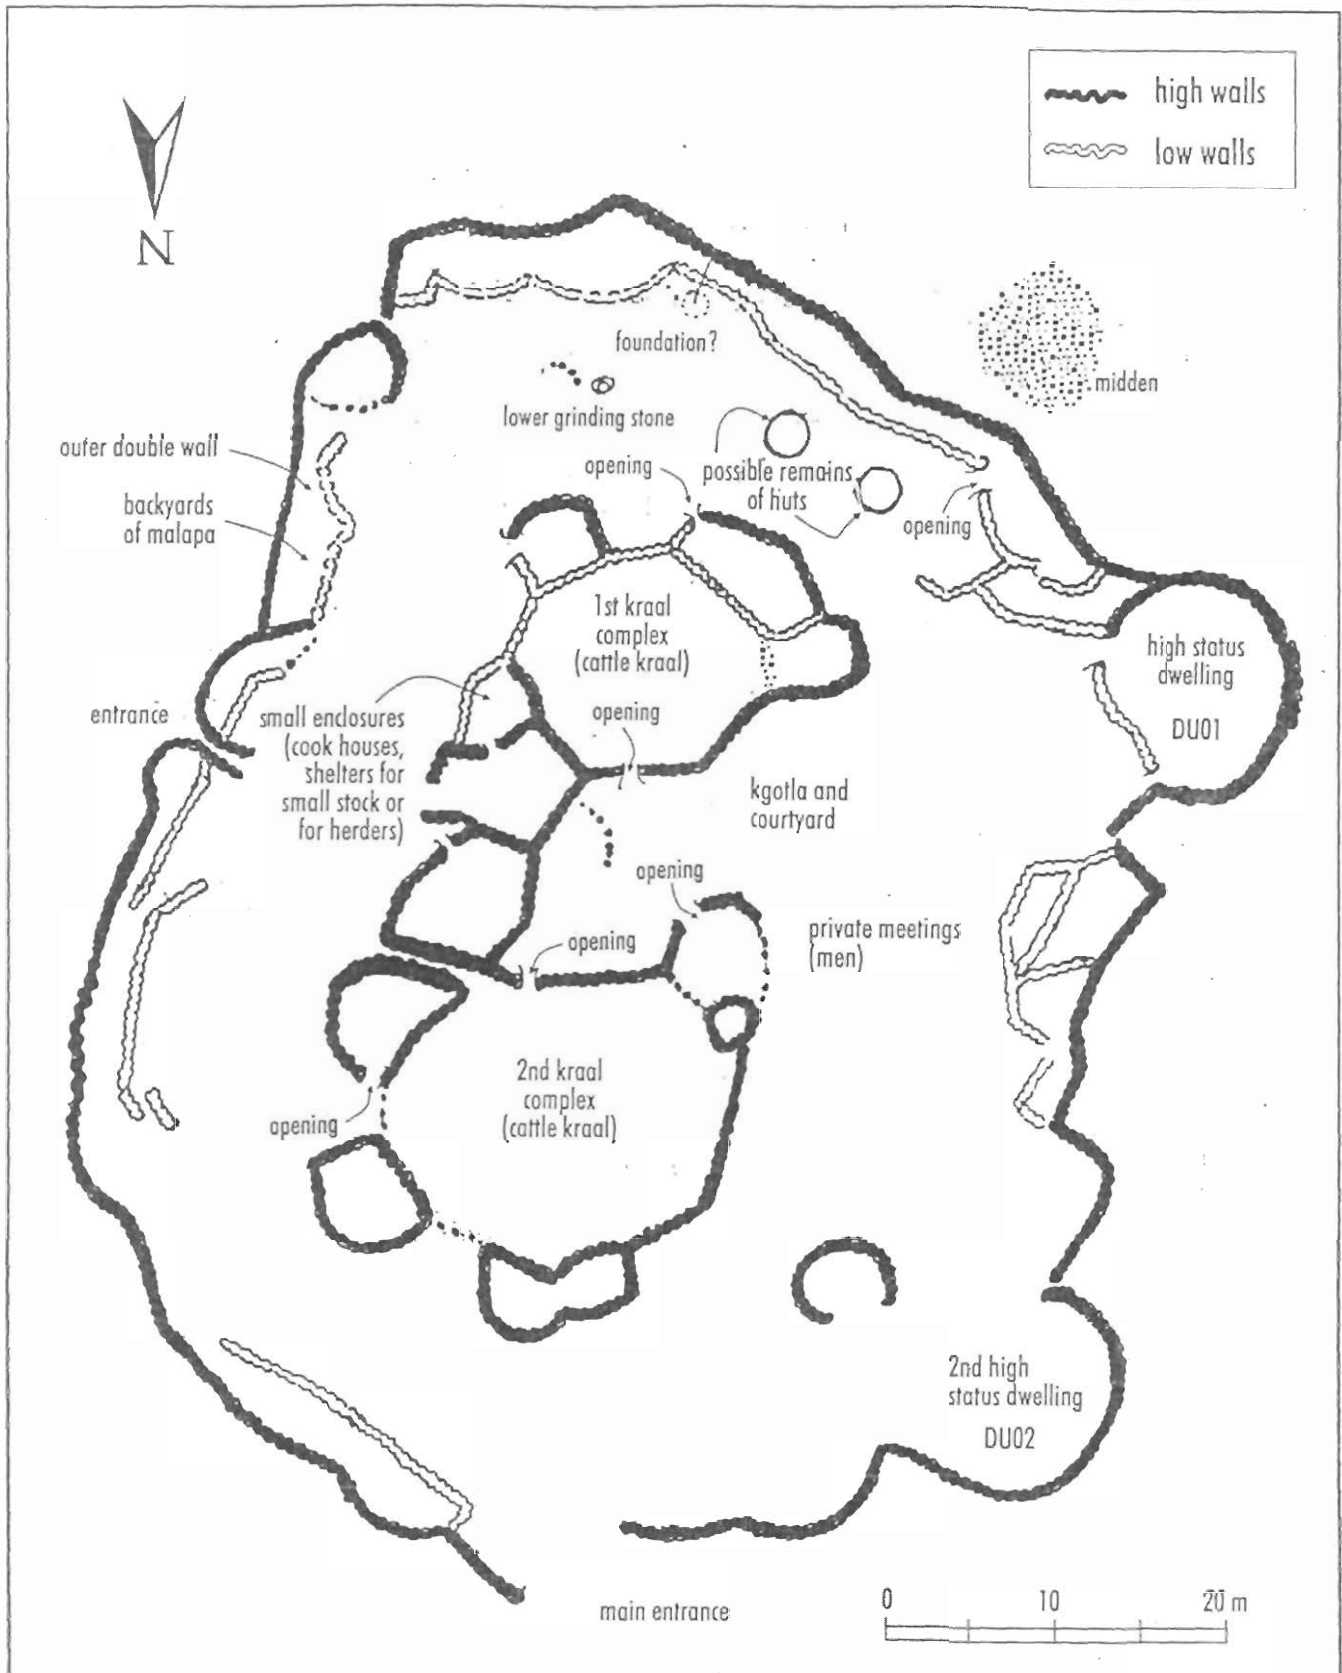 high walls
low walls
N
foundation?
midden
lower grinding stone
outer double wall
opening
possible remains
of huts
backyards
of malapa
opening
1st kraal
complex
(cattle kraal)
high status
dwelling
DU01
entrance
small enclosures
(cook houses,
shelters for
small stock or
for herders)
opening
kgotla and
courtyard
opening
private meetings
(men)
opening
2nd kraal
complex
(cattle kraal)
opening
2nd high
status dwelling
DU02
main entrance
0 10 20 m